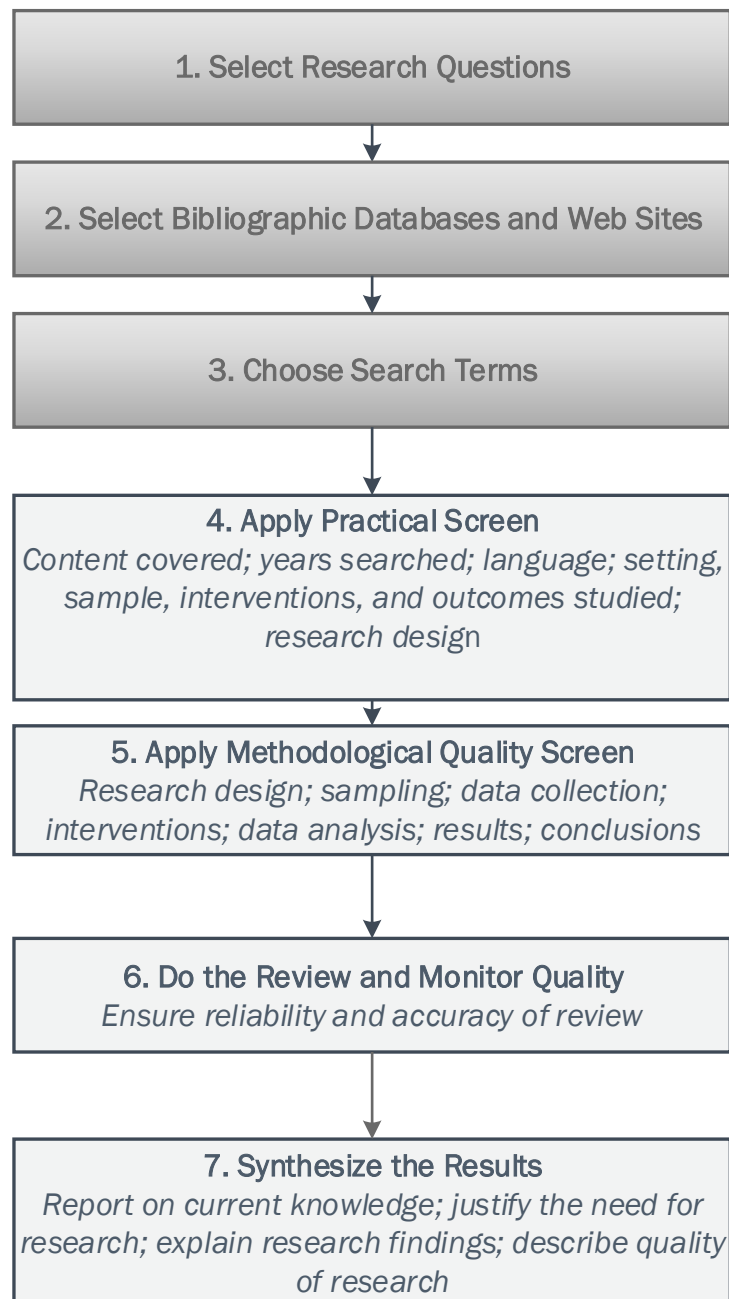 1. Select Research Questions
2. Select Bibliographic Databases and Web Sites
3. Choose Search Terms
4. Apply Practical Screen
Content covered; years searched; language; setting,
sample, interventions, and outcomes studied;
research design
5. Apply Methodological Quality Screen
Research design; sampling; data collection;
interventions; data analysis; results; conclusions
6. Do the Review and Monitor Quality
Ensure reliability and accuracy of review
7. Synthesize the Results
Report on current knowledge; justify the need for
research; explain research findings; describe quality
of research